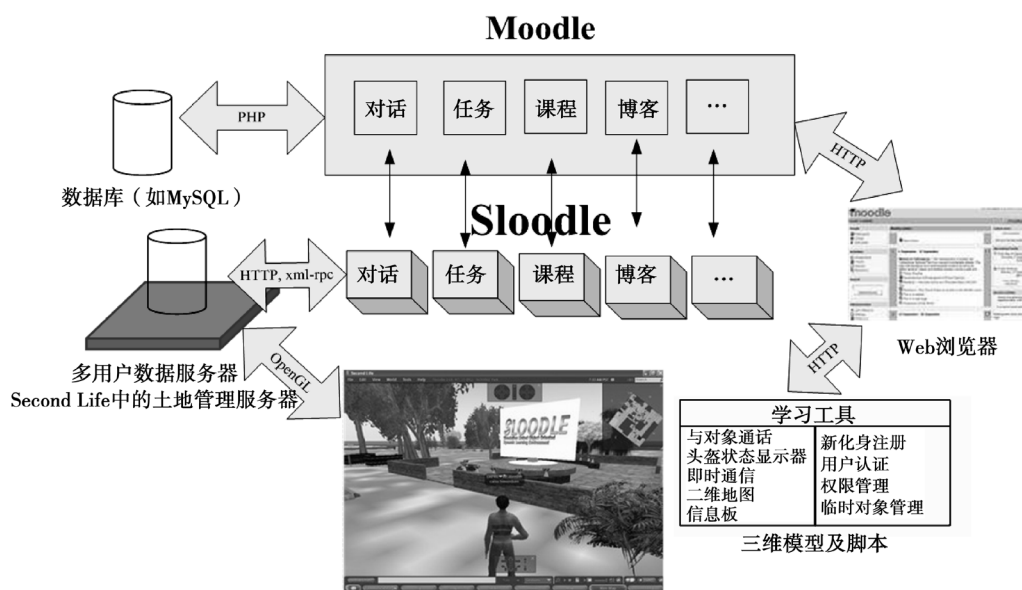 Moodle
对话
任务
课程
博客
…
PHP
HTTP
数据库（如MySQL）
Sloodle
moodle
HTTP, xml-rpc
对话
任务
课程
博客
…
Web浏览器
多用户数据服务器
Second Life中的土地管理服务器
OpenGL
HTTP
Second Life
SLOODLE
学习工具
与对象通话
头盔状态显示器
即时通信
二维地图
信息板
新化身注册
用户认证
权限管理
临时对象管理
三维模型及脚本